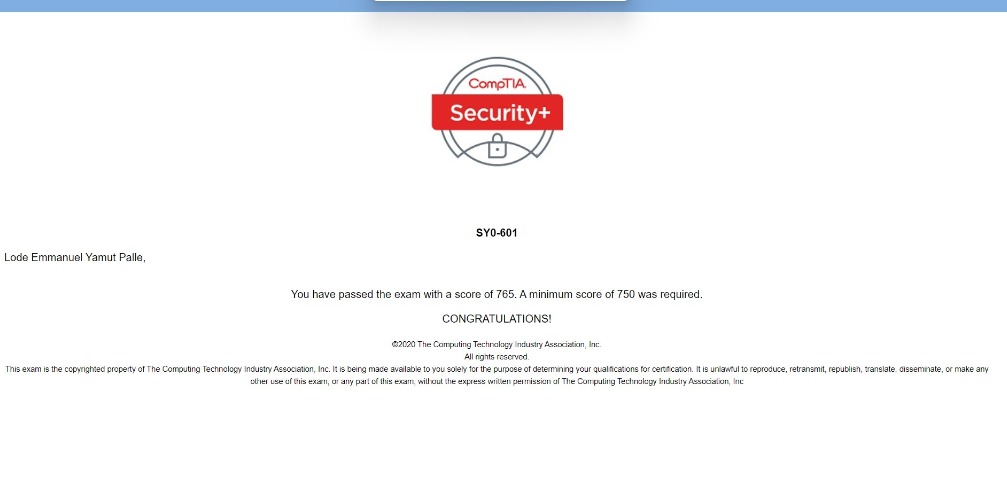 CompTIA.
Security+
SY0-601
Lode Emmanuel Yamut Palle,
You have passed the exam with a score of 765. A minimum score of 750 was required.
CONGRATULATIONS!
©2020 The Computing Technology Industry Association, Inc.
All rights reserved.
This exam is the copyrighted property of The Computing Technology Industry Association, Inc. It is being made available to you solely for the purpose of determining your qualifications for certification. It is unlawful to reproduce, retransmit, republish, translate, disseminate, or make any
other use of this exam, or any part of this exam, without the express written permission of The Computing Technology Industry Association, Inc